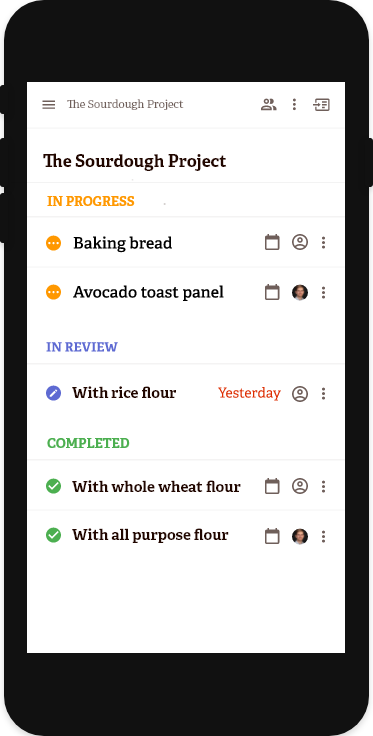 The Sourdough Project
The Sourdough Project
IN PROGRESS
Baking bread
Avocado toast panel
IN REVIEW
With rice flour Yesterday
COMPLETED
With whole wheat flour
With all purpose flour